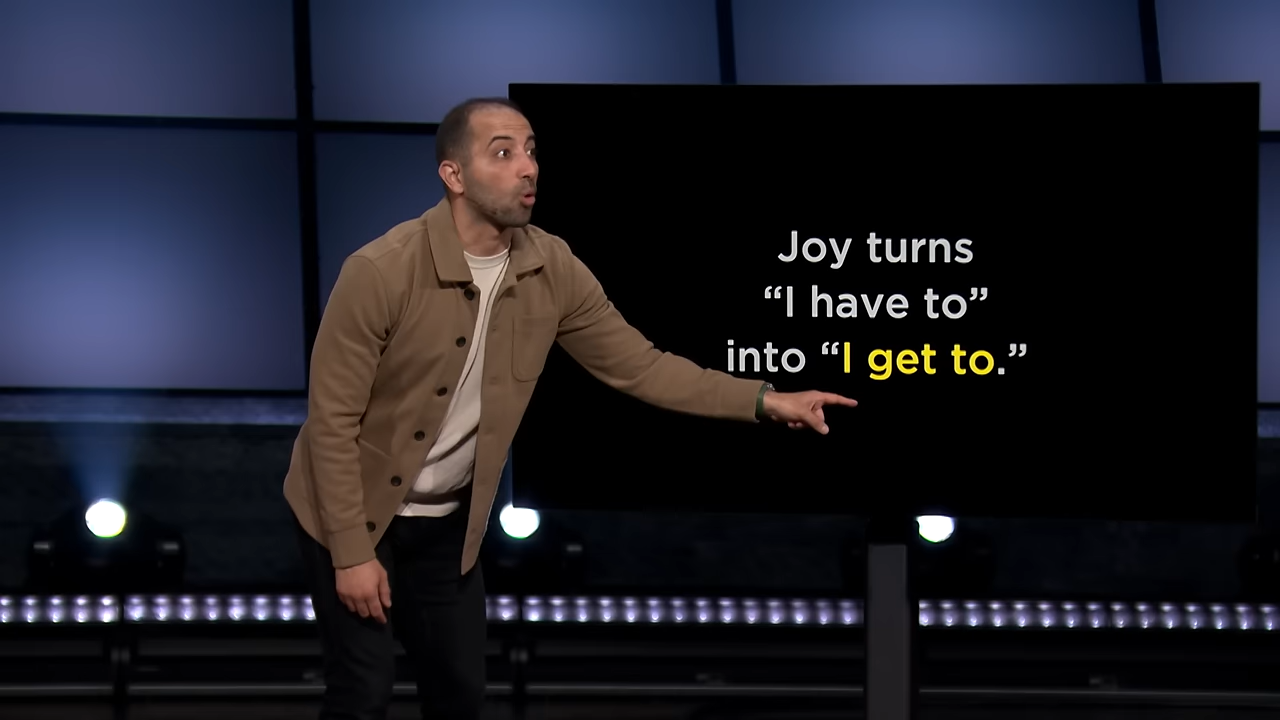 Joy turns
“I have to”
into “I get to.”